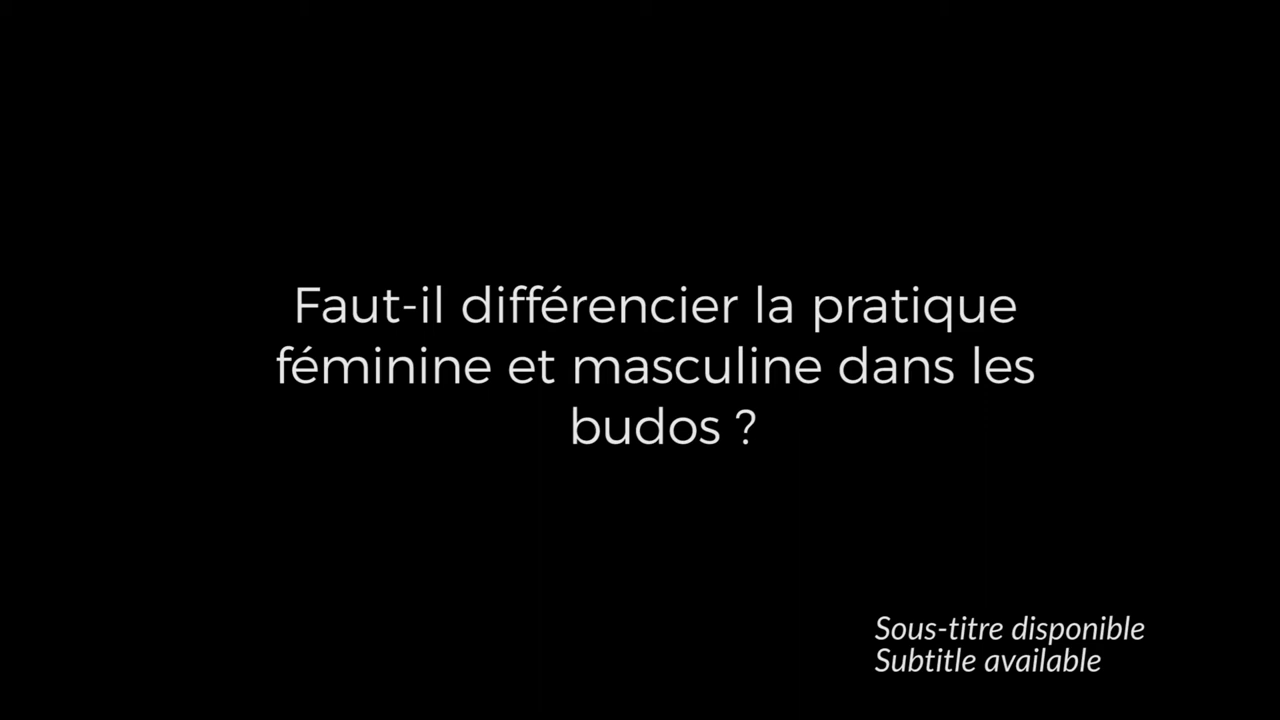 Faut-il différencier la pratique
féminine et masculine dans les
budos ?
Sous-titre disponible
Subtitle available